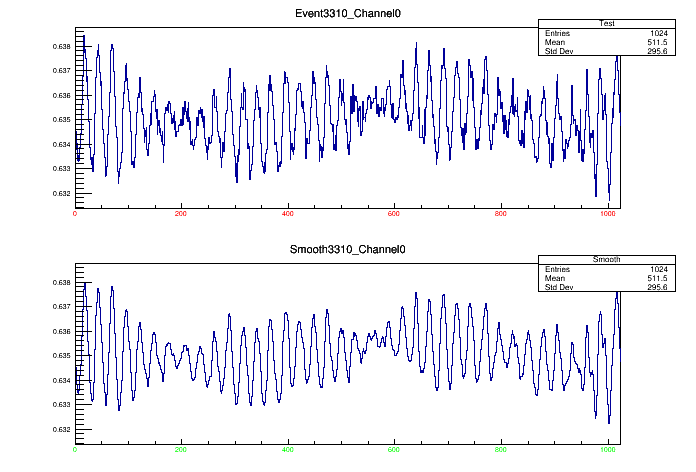 Event3310_Channel0
Test
Entries 1024
Mean 511.5
Std Dev 295.6
0.638
0.637
0.636
0.635
0.634
0.633
0.632
0 200 400 600 800 1000
Smooth3310_Channel0
Smooth
Entries 1024
Mean 511.5
Std Dev 295.6
0.638
0.637
0.636
0.635
0.634
0.633
0.632
0 200 400 600 800 1000